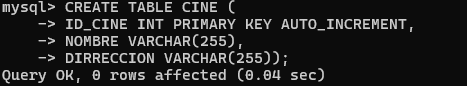 mysql> CREATE TABLE CINE (
    -> ID_CINE INT PRIMARY KEY AUTO_INCREMENT,
    -> NOMBRE VARCHAR(255),
    -> DIRRECCION VARCHAR(255));
Query OK, 0 rows affected (0.04 sec)